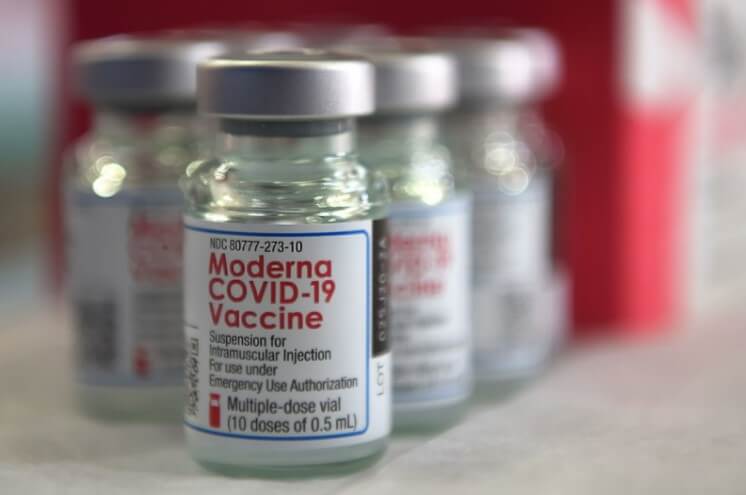 NDC 80777-273-10
Moderna
COVID-19
Vaccine
Suspension for
Intramuscular Injection
For use under
Emergency Use Authorization
Multiple-dose vial
(10 doses of 0.5 mL)
LOT